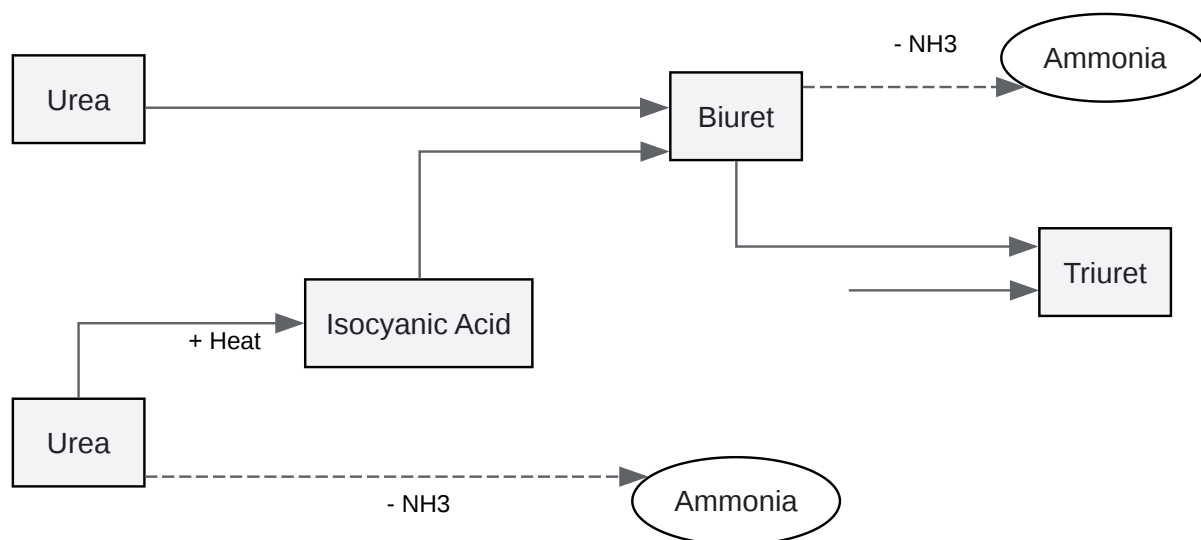 - NH3
Ammonia
Urea
Biuret
Triuret
Isocyanic Acid
+ Heat
Urea
- NH3
Ammonia